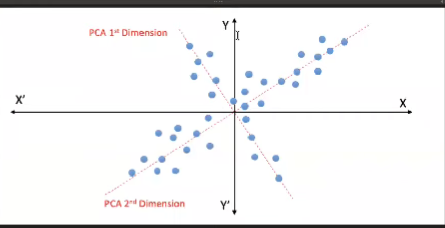 Y
PCA 1st Dimension
X'
X
PCA 2nd Dimension
Y'